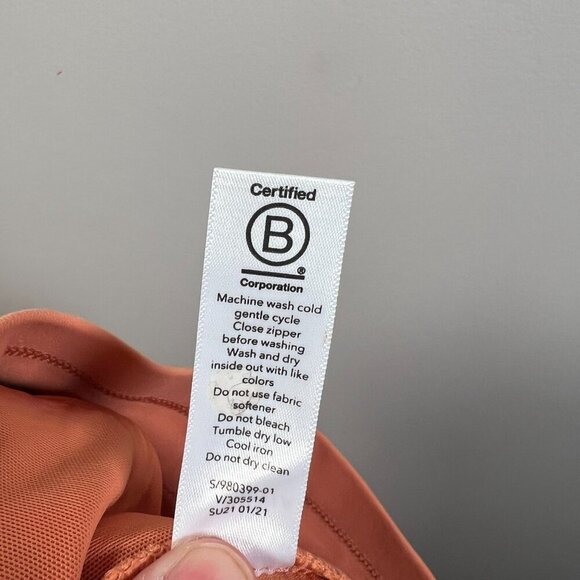 Certified
B
®
Corporation
Machine wash cold
gentle cycle
Close zipper
before washing
Wash and dry
inside out with like
colors
Do not use fabric
softener
Do not bleach
Tumble dry low
Cool iron
Do not dry clean
S/980399-01
V/305514
SU21 01/21